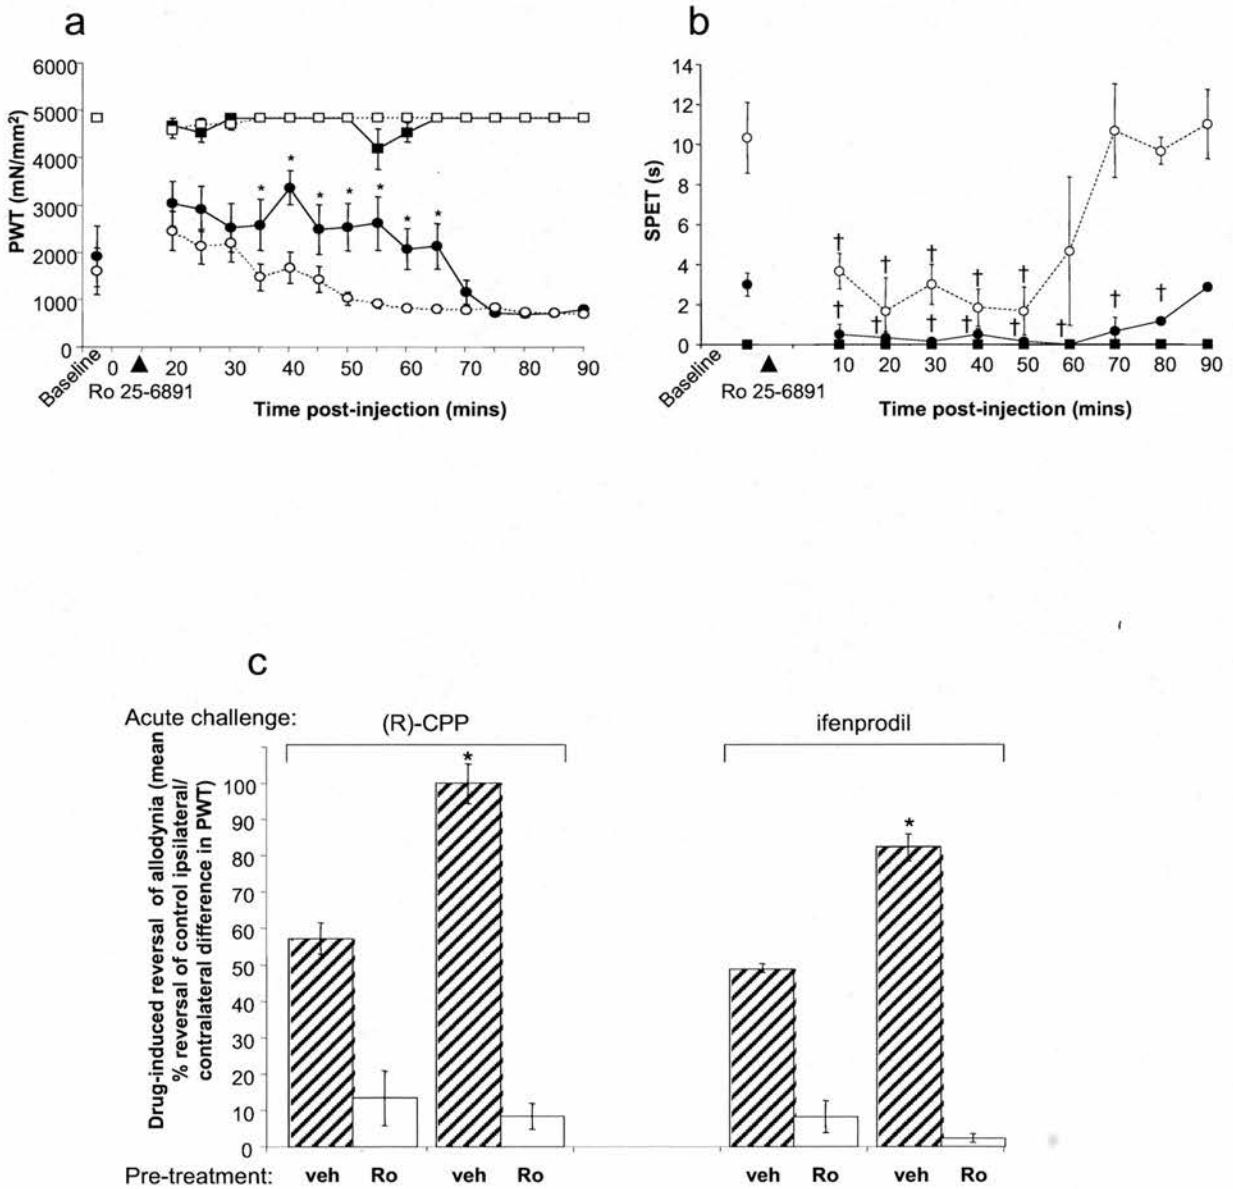 a
6000
5000
4000
3000
2000
1000
0
PWT (mN/mm²)
* * * * * * *
Baseline
0 20 30 40 50 60 70 80 90
Ro 25-6891
Time post-injection (mins)
b
14
12
10
8
6
4
2
0
SPET (s)
† † † † †
† † † † † † † †
Baseline
10 20 30 40 50 60 70 80 90
Ro 25-6891
Time post-injection (mins)
c
Acute challenge: (R)-CPP ifenprodil
Drug-induced reversal of allodynia (mean
% reversal of control ipsilateral/
contralateral difference in PWT)
100
90
80
70
60
50
40
30
20
10
0
* *
Pre-treatment: veh Ro veh Ro veh Ro veh Ro